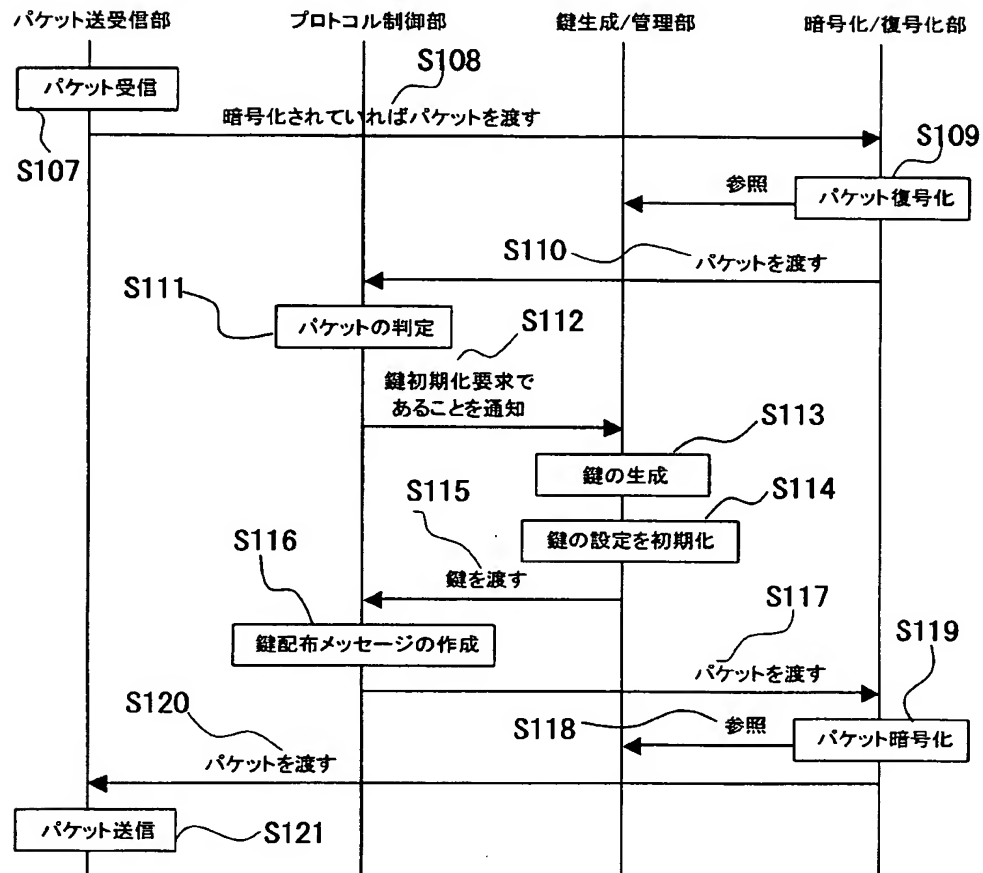 パケット送受信部
プロトコル制御部
鍵生成/管理部
暗号化/復号化部
S108
パケット受信
暗号化されていればパケットを渡す
S107
S109
参照
パケット復号化
S110
パケットを渡す
S111
パケットの判定
S112
鍵初期化要求で
あることを通知
S113
鍵の生成
S115
S114
鍵の設定を初期化
S116
鍵を渡す
S117
鍵配布メッセージの作成
S119
パケットを渡す
S120
S118
参照
パケット暗号化
パケットを渡す
パケット送信
S121